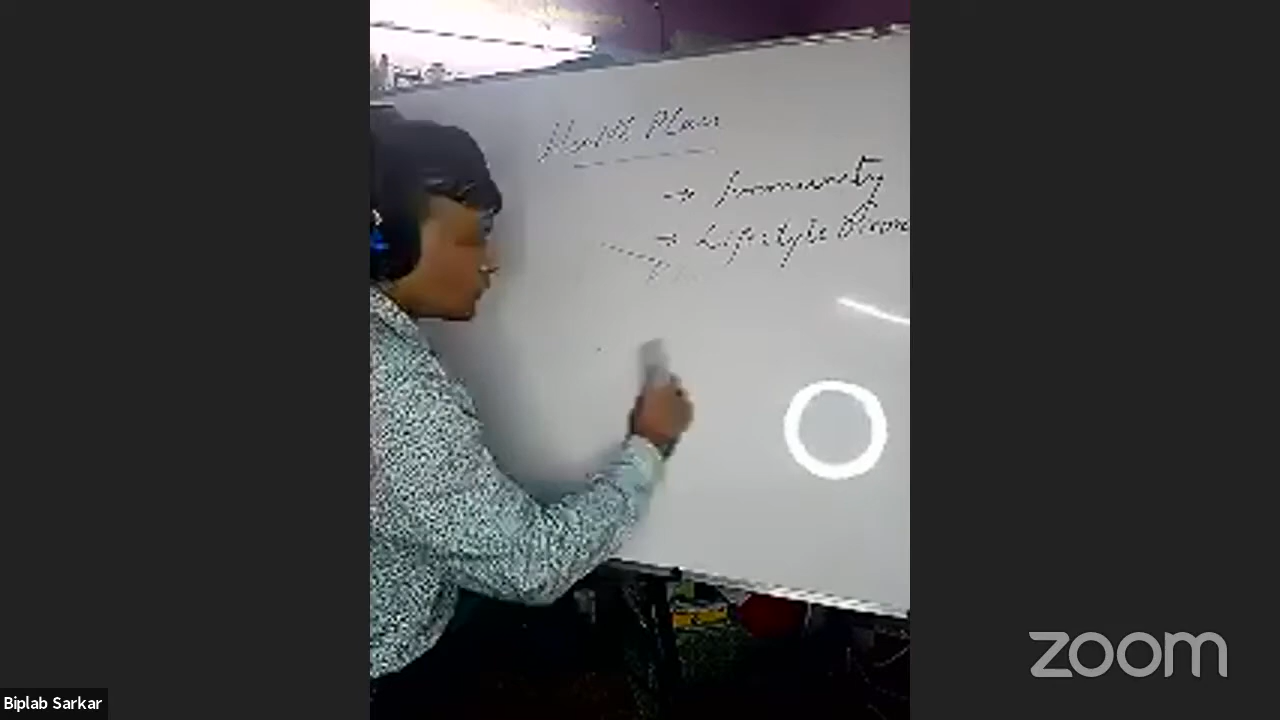 Health Plan
→ Immunity
→ Lifestyle
zoom
Biplab Sarkar